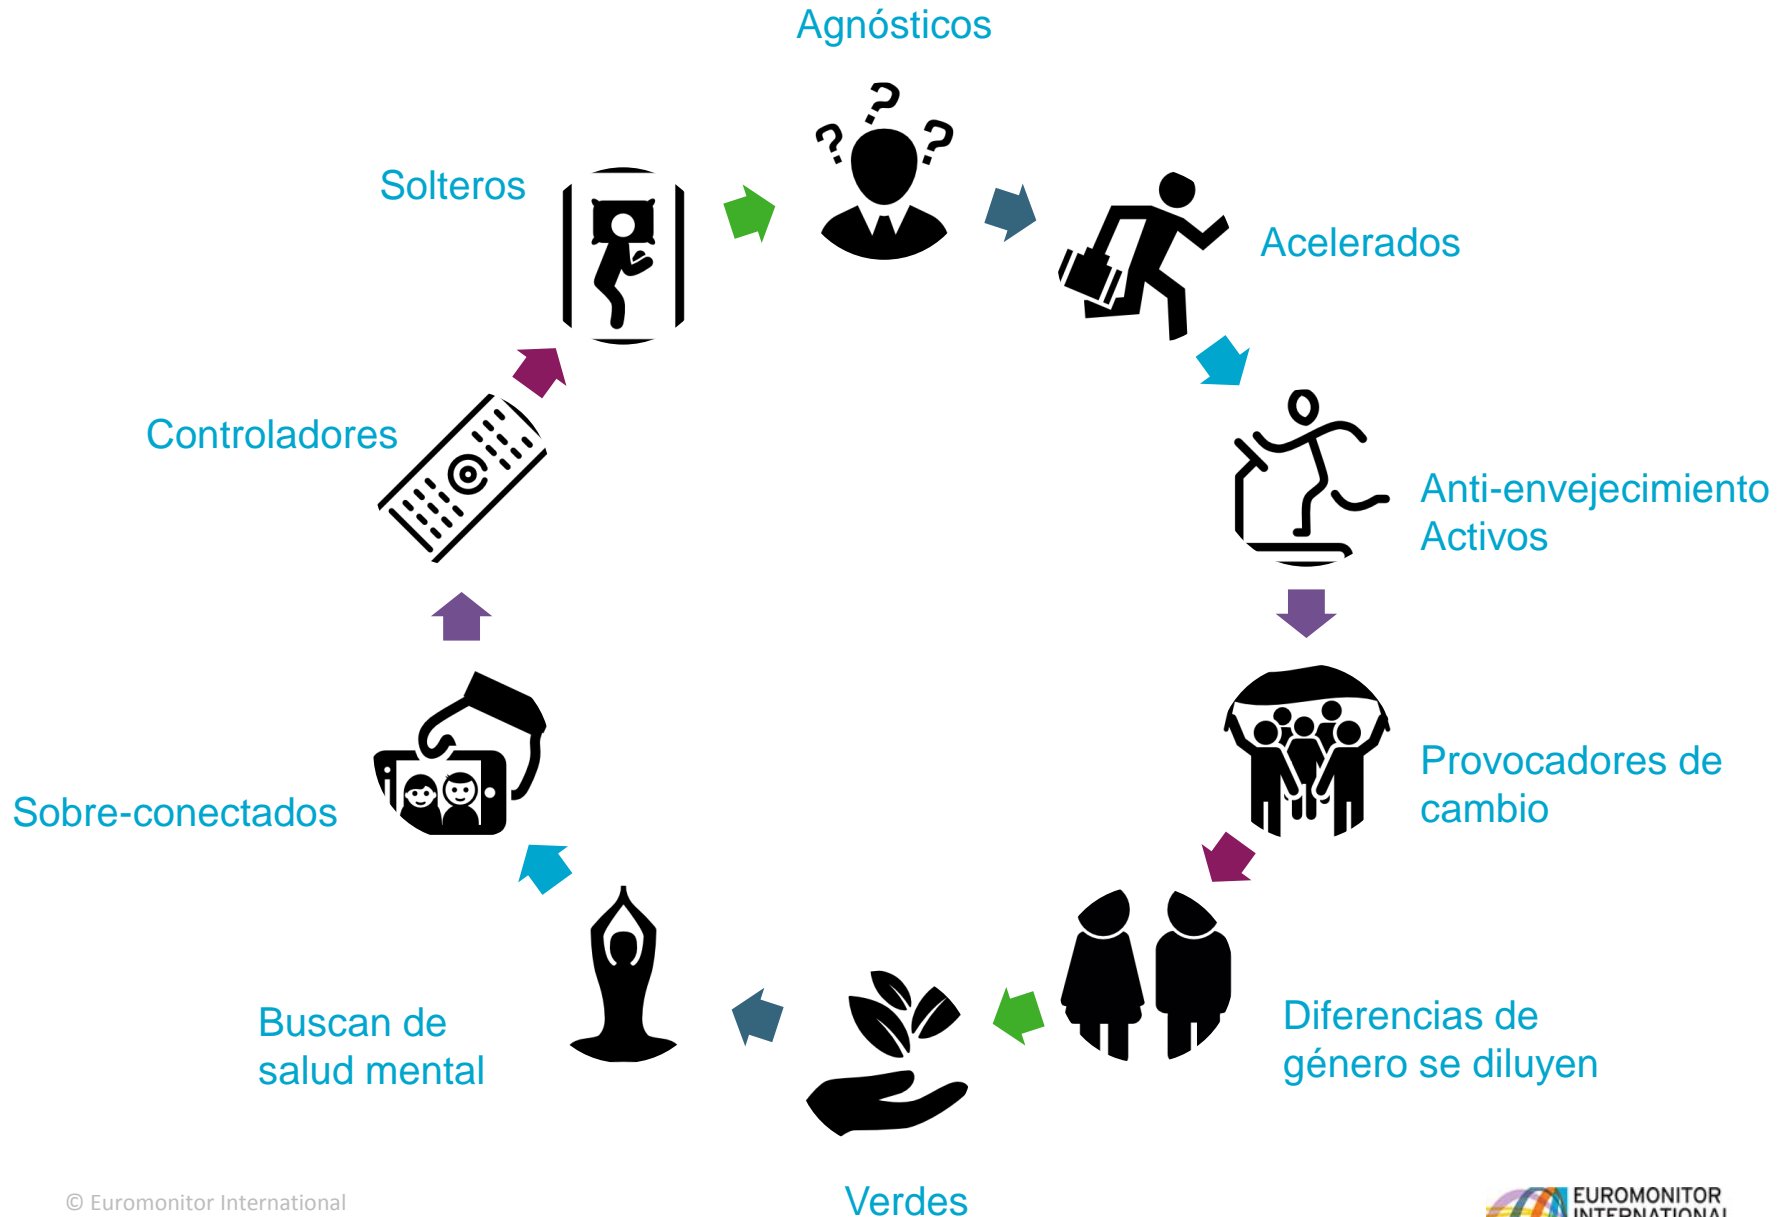 Agnósticos
Solteros
Acelerados
Controladores
Anti-envejecimiento
Activos
Provocadores de
cambio
Sobre-conectados
Buscan de
salud mental
Diferencias de
género se diluyen
Verdes
© Euromonitor International
EUROMONITOR
INTERNATIONAL